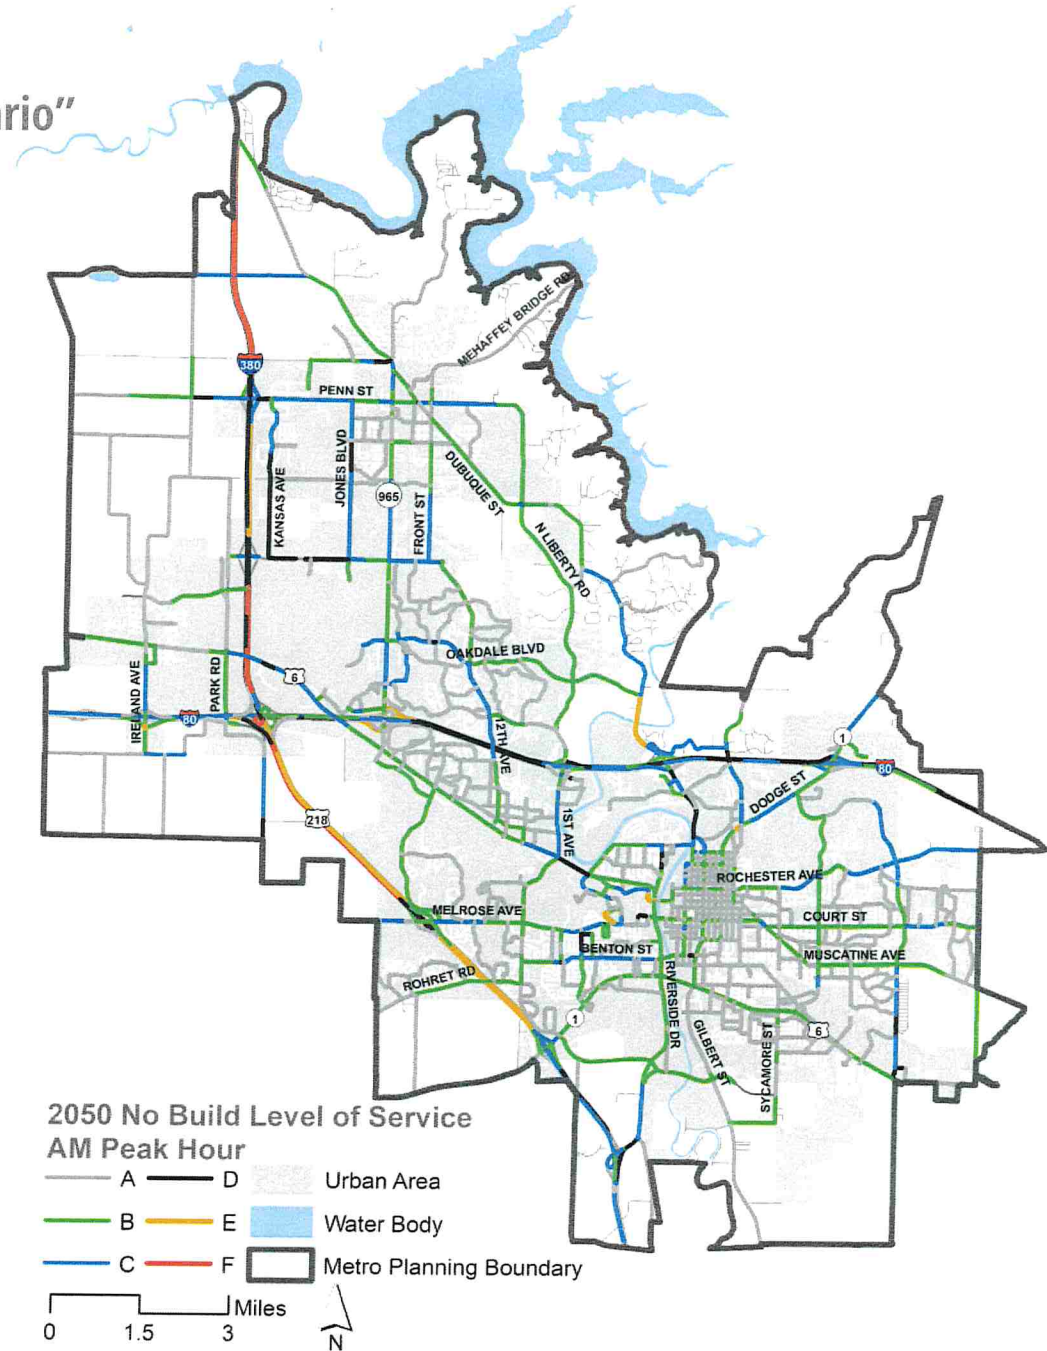 rio"
MEHAFFEY BRIDGE RD
380
PENN ST
JONES BLVD
KANSAS AVE
965
FRONT ST
DUBUQUE ST
N LIBERTY RD
OAKDALE BLVD
IRELAND AVE
PARK RD
6
80
12TH AVE
1
80
DODGE ST
218
1ST AVE
ROCHESTER AVE
MELROSE AVE
COURT ST
BENTON ST
MUSCATINE AVE
ROHRET RD
RIVERSIDE DR
1
GILBERT ST
SYCAMORE ST
6
2050 No Build Level of Service
AM Peak Hour
A D Urban Area
B E Water Body
C F Metro Planning Boundary
Miles
0 1.5 3
N